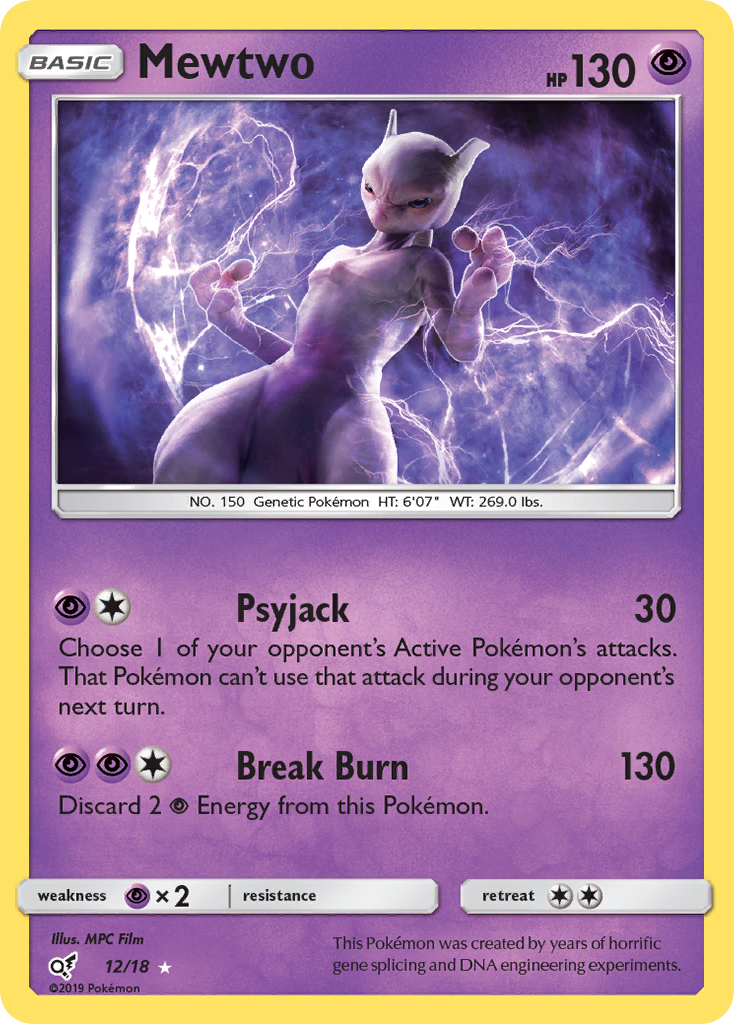 BASIC Mewtwo HP 130
NO. 150 Genetic Pokémon HT: 6'07" WT: 269.0 lbs.
Psyjack 30
Choose 1 of your opponent's Active Pokémon's attacks.
That Pokémon can't use that attack during your opponent's
next turn.
Break Burn 130
Discard 2 Energy from this Pokémon.
weakness ×2 resistance retreat
Illus. MPC Film
12/18
©2019 Pokémon
This Pokémon was created by years of horrific
gene splicing and DNA engineering experiments.